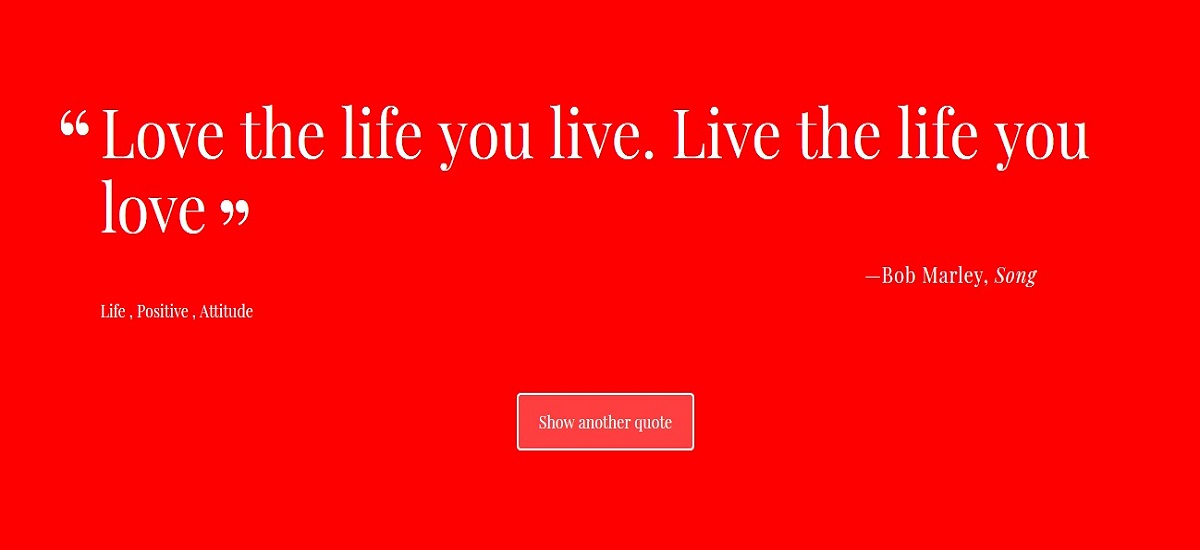 “Love the life you live. Live the life you
love”
—Bob Marley, Song
Life , Positive , Attitude
Show another quote